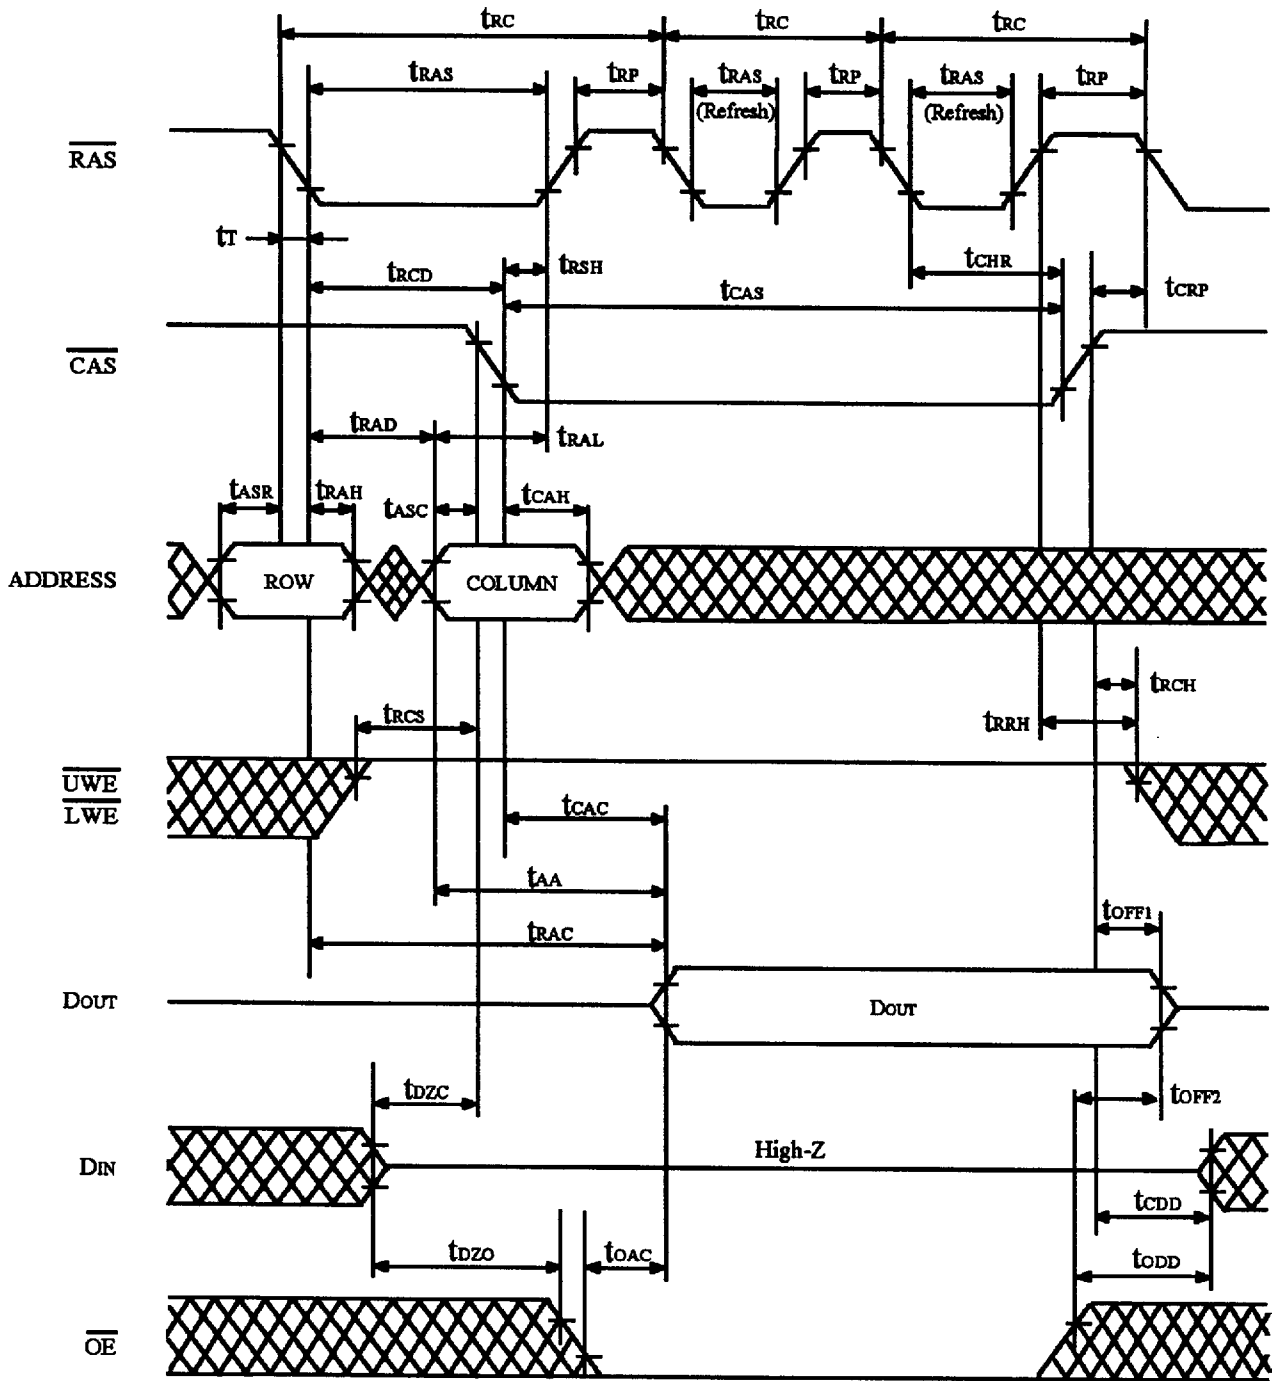 tRC tRC tRC
tRAS tRP tRAS tRP tRAS tRP
(Refresh) (Refresh)
RAS
tT
tRCD tRSH tCHR
tCAS tCRP
CAS
tRAD tRAL
tASR tRAH tASC tCAH
ADDRESS ROW COLUMN
tRCH
tRCS tRRH
UWE
LWE
tCAC
tAA
tRAC tOFF1
DOUT DOUT
tDZC tOFF2
DIN High-Z
tCDD
tDZO tOAC tODD
OE